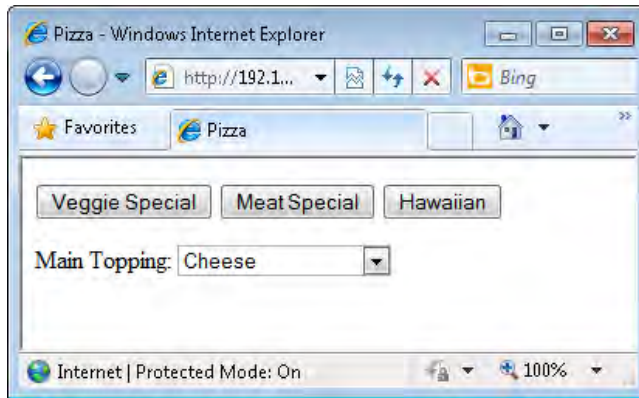 Pizza - Windows Internet Explorer
http://192.1... Bing
Favorites Pizza »
Veggie Special Meat Special Hawaiian
Main Topping: Cheese
Internet | Protected Mode: On 100%